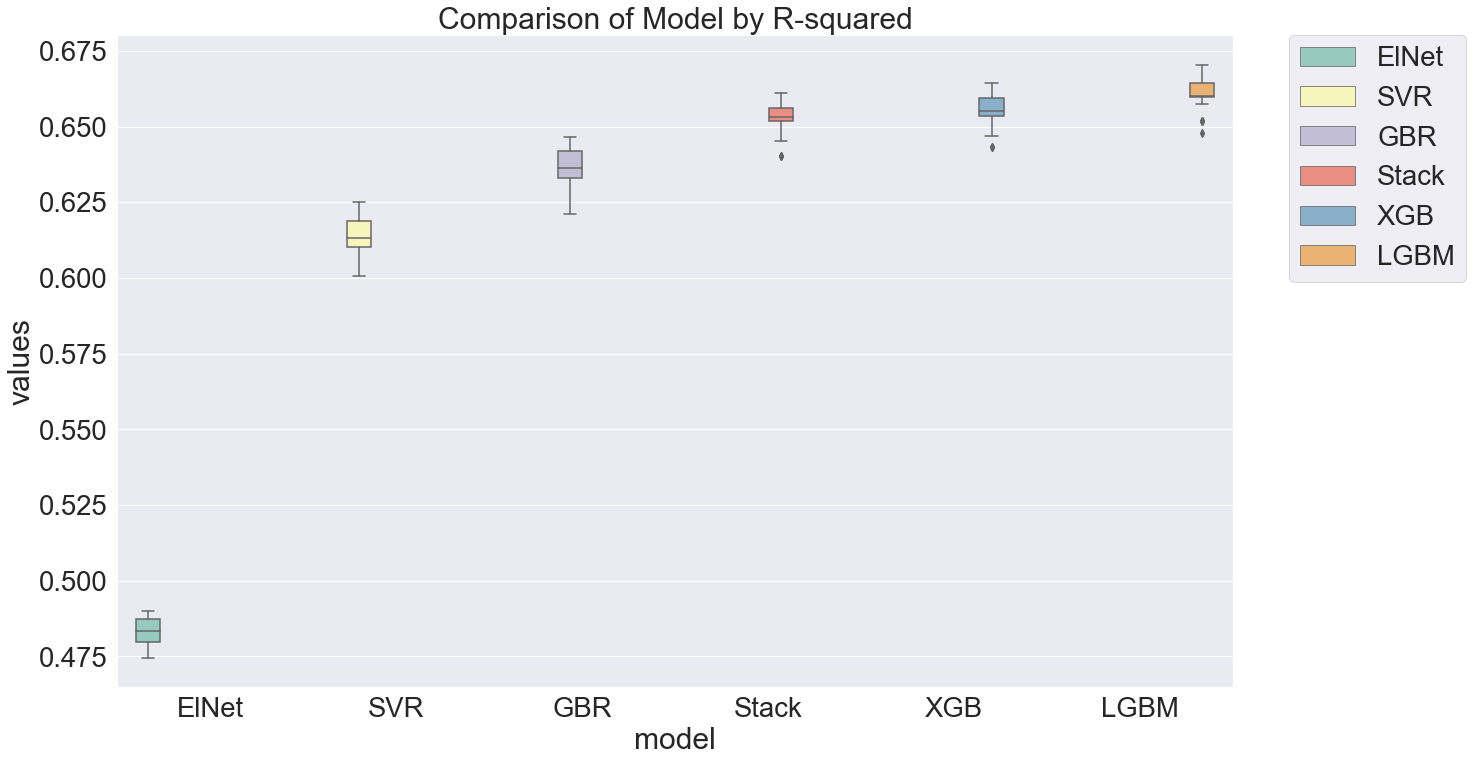 Comparison of Model by R-squared
0.675
0.650
0.625
0.600
0.575
0.550
0.525
0.500
0.475
values
ElNet SVR GBR Stack XGB LGBM
model
ElNet
SVR
GBR
Stack
XGB
LGBM